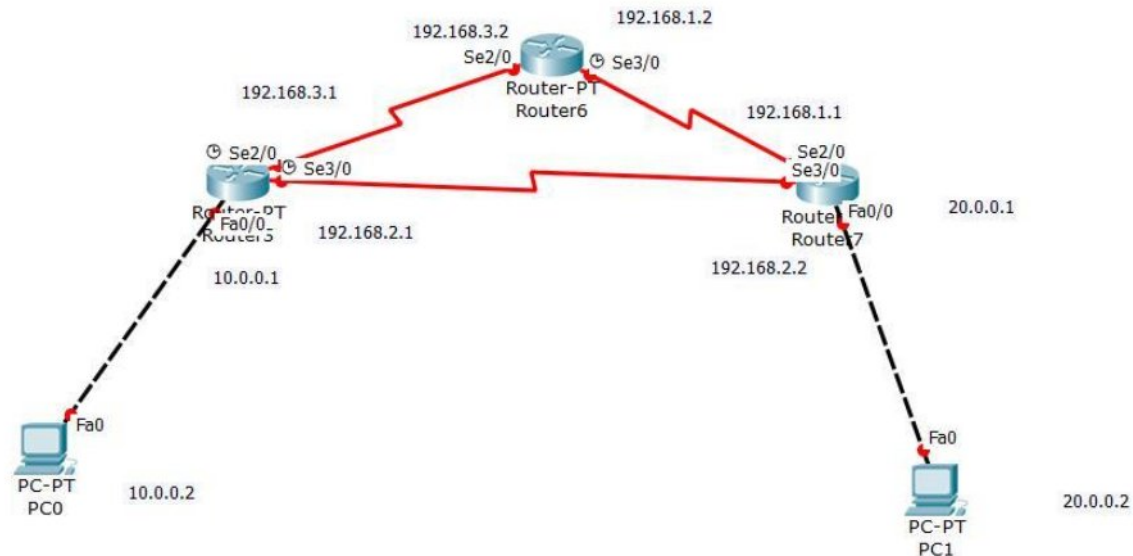 192.168.1.2
192.168.3.2
Se2/0
Se3/0
Router-PT
Router6
192.168.3.1
192.168.1.1
Se2/0
Se3/0
Se2/0
Se3/0
Fa0/0
192.168.2.1
10.0.0.1
Router
Fa0/0
Router7
20.0.0.1
192.168.2.2
Fa0
PC-PT
PC0
10.0.0.2
Fa0
PC-PT
PC1
20.0.0.2